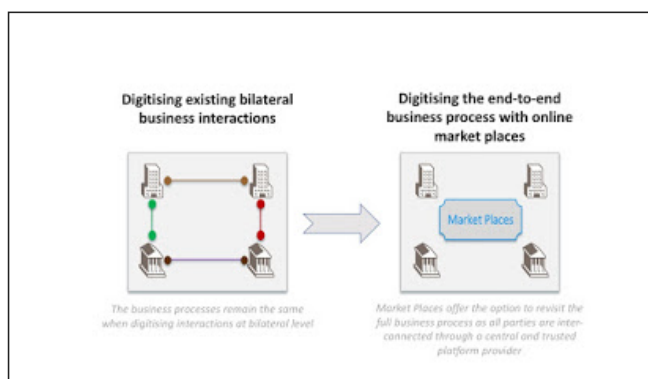 Digitising existing bilateral
business interactions
The business processes remain the same
when digitising interactions at bilateral level
Digitising the end-to-end
business process with online
market places
Market Places
Market Places offer the option to revisit the
full business process as all parties are inter-
connected through a central and trusted
platform provider